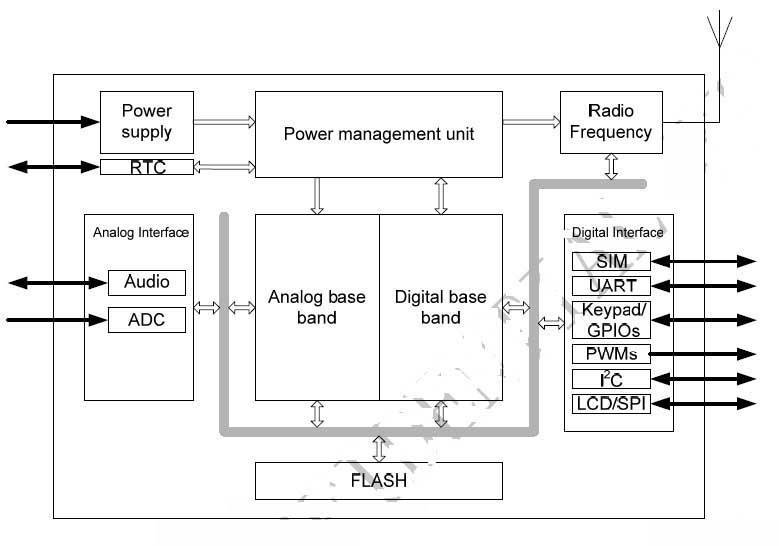 Power
supply
Power management unit
Radio
Frequency
RTC
Analog Interface
Audio
ADC
Analog base
band
Digital base
band
Digital Interface
SIM
UART
Keypad/
GPIOs
PWMs
I²C
LCD/SPI
FLASH